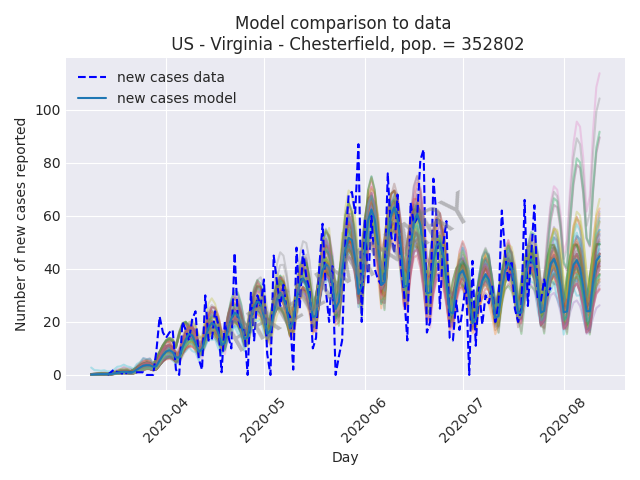 Model comparison to data
US - Virginia - Chesterfield, pop. = 352802
new cases data
new cases model
Number of new cases reported
100
80
60
40
20
0
2020-04
2020-05
2020-06
2020-07
2020-08
Day